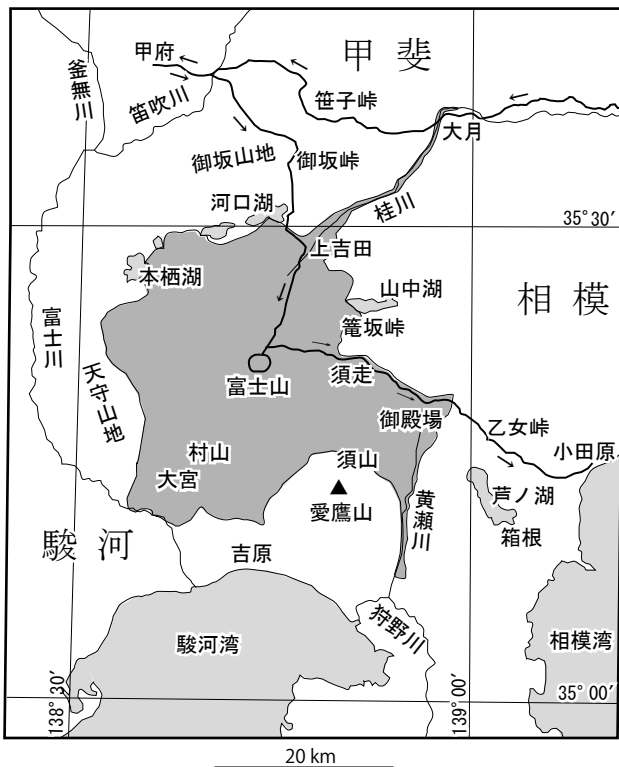 甲斐
甲府
釜無川
笛吹川
笹子峠
大月
御坂山地
御坂峠
桂川
河口湖
35°30′
上吉田
本栖湖
山中湖
相模
籠坂峠
富士川
天守山地
富士山
須走
御殿場
乙女峠
小田原
村山
大宮
須山
愛鷹山
黄瀬川
芦ノ湖
箱根
駿河
吉原
狩野川
駿河湾
相模湾
138°30′
139°00′
35°00′
20 km